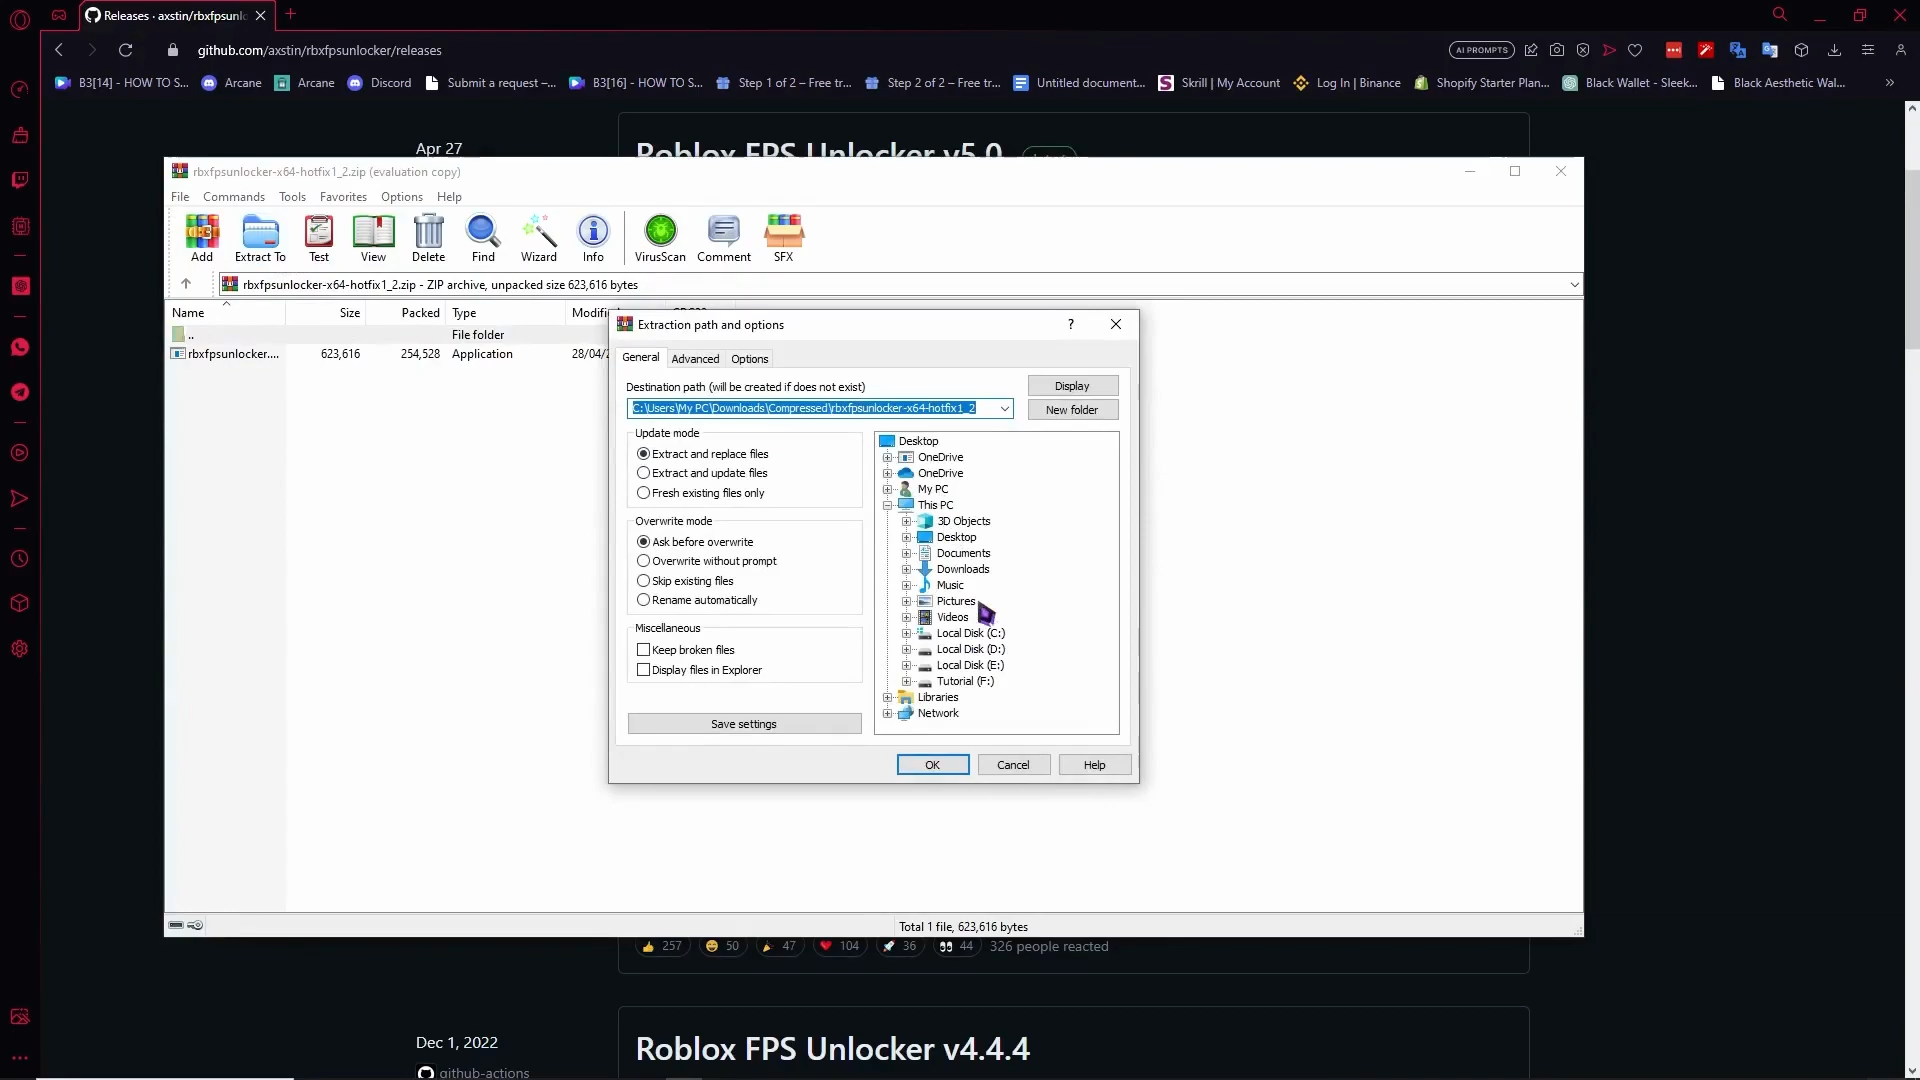 Releases · axstin/rbxfpsunlo
github.com/axstin/rbxfpsunlocker/releases
AI PROMPTS
B3[14] - HOW TO S...
Arcane
Arcane
Discord
Submit a request –...
B3[16] - HOW TO S...
Step 1 of 2 – Free tr...
Step 2 of 2 – Free tr...
Untitled document...
Skrill | My Account
Log In | Binance
Shopify Starter Plan...
Black Wallet - Sleek...
Black Aesthetic Wal...
Apr 27
Roblox FPS Unlocker v5.0
rbxfpsunlocker-x64-hotfix1_2.zip (evaluation copy)
File
Commands
Tools
Favorites
Options
Help
Add
Extract To
Test
View
Delete
Find
Wizard
Info
VirusScan
Comment
SFX
rbxfpsunlocker-x64-hotfix1_2.zip - ZIP archive, unpacked size 623,616 bytes
Name
Size
Packed
Type
..
File folder
rbxfpsunlocker....
623,616
254,528
Application
28/04/
Extraction path and options
?
General
Advanced
Options
Destination path (will be created if does not exist)
C:\Users\My PC\Downloads\Compressed\rbxfpsunlocker-x64-hotfix1_2
Display
New folder
Update mode
Extract and replace files
Extract and update files
Fresh existing files only
Overwrite mode
Ask before overwrite
Overwrite without prompt
Skip existing files
Rename automatically
Miscellaneous
Keep broken files
Display files in Explorer
Save settings
Desktop
OneDrive
OneDrive
My PC
This PC
3D Objects
Desktop
Documents
Downloads
Music
Pictures
Videos
Local Disk (C:)
Local Disk (D:)
Local Disk (E:)
Tutorial (F:)
Libraries
Network
OK
Cancel
Help
Total 1 file, 623,616 bytes
257
50
47
104
36
44
326 people reacted
Dec 1, 2022
github-actions
Roblox FPS Unlocker v4.4.4